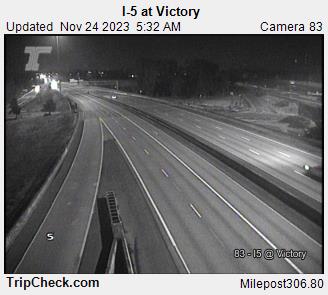 I-5 at Victory
Updated Nov 24 2023 5:32 AM Camera 83
T
S
83 - I5 @ Victory
TripCheck.com Milepost306.80